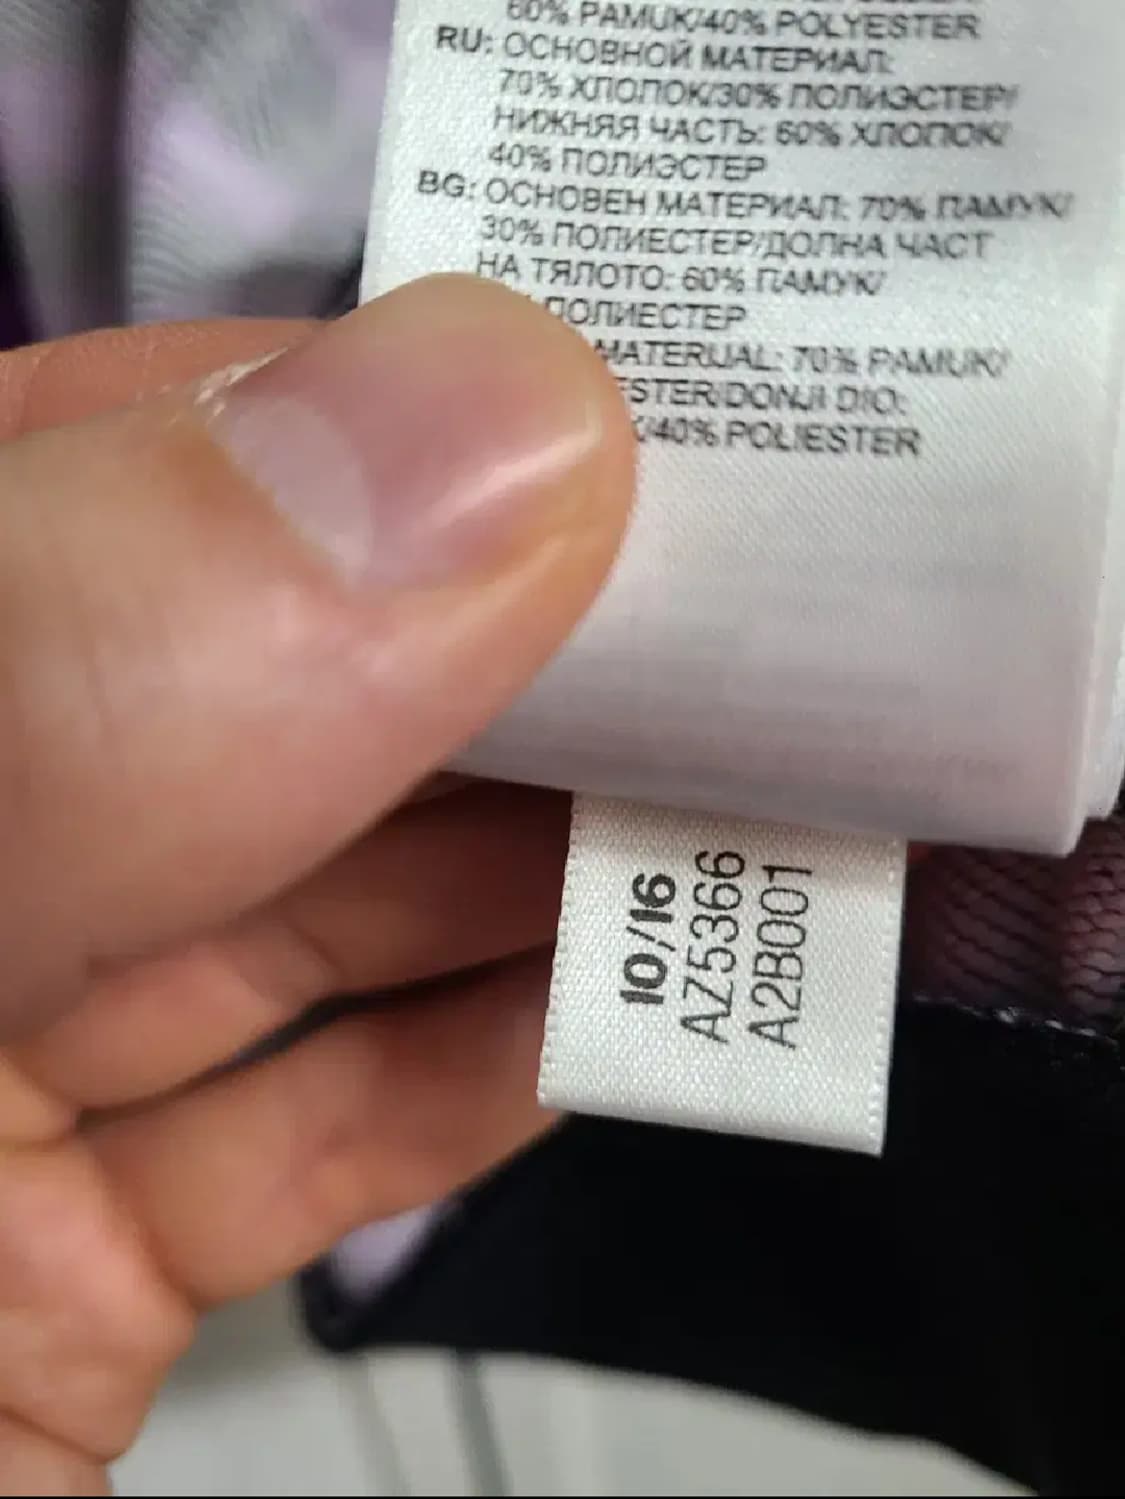 60% PAMUK/40% POLYESTER
RU: ОСНОВНОЙ МАТЕРИАЛ:
70% ХЛОПОК/30% ПОЛИЭСТЕР/
НИЖНЯЯ ЧАСТЬ: 60% ХЛОПОК/
40% ПОЛИЭСТЕР
BG: ОСНОВЕН МАТЕРИАЛ: 70% ПАМУК/
30% ПОЛИЕСТЕР/ДОЛНА ЧАСТ
НА ТЯЛОТО: 60% ПАМУК/
ПОЛИЕСТЕР
MATERIJAL: 70% PAMUK/
ESTER/DONJI DIO:
/40% POLIESTER
10/16
AZ5366
A2B001